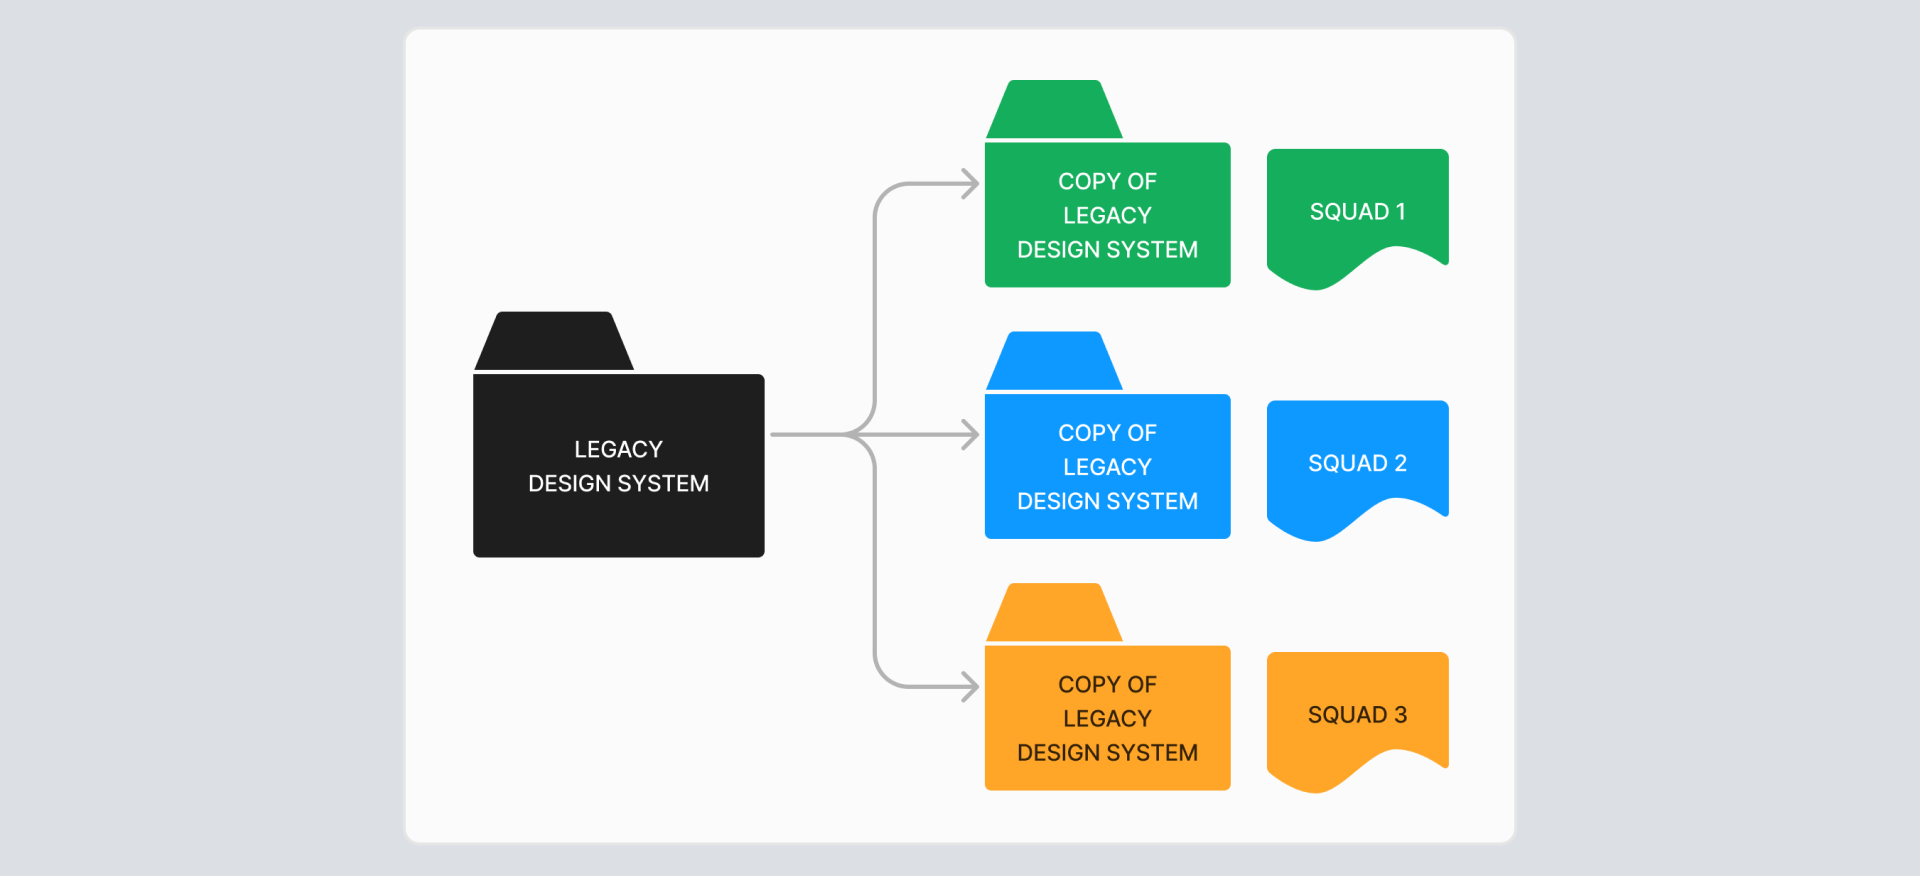 LEGACY
DESIGN SYSTEM
COPY OF
LEGACY
DESIGN SYSTEM
SQUAD 1
COPY OF
LEGACY
DESIGN SYSTEM
SQUAD 2
COPY OF
LEGACY
DESIGN SYSTEM
SQUAD 3